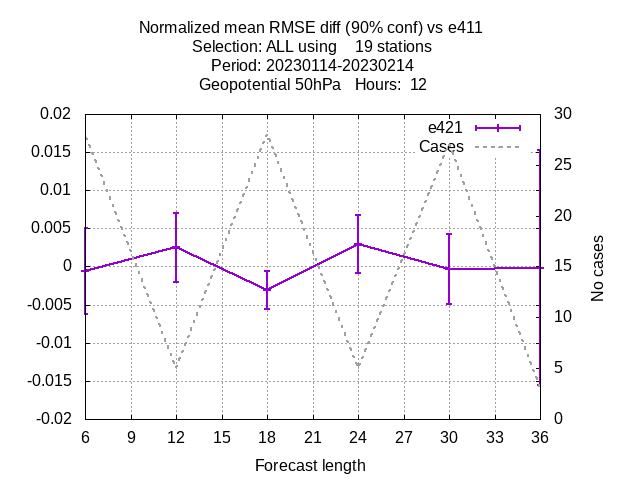 Normalized mean RMSE diff (90% conf) vs e411
Selection: ALL using    19 stations
Period: 20230114-20230214
Geopotential 50hPa   Hours:  12
0.02
0.015
0.01
0.005
0
-0.005
-0.01
-0.015
-0.02
e421
Cases
30
25
20
15
10
5
0
No cases
6 9 12 15 18 21 24 27 30 33 36
Forecast length